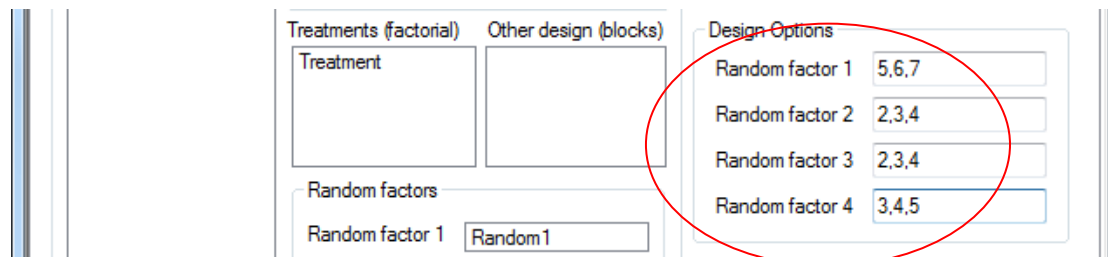 Treatments (factorial) Other design (blocks)
Treatment
Random factors
Random factor 1 Random1
Design Options
Random factor 1 5,6,7
Random factor 2 2,3,4
Random factor 3 2,3,4
Random factor 4 3,4,5